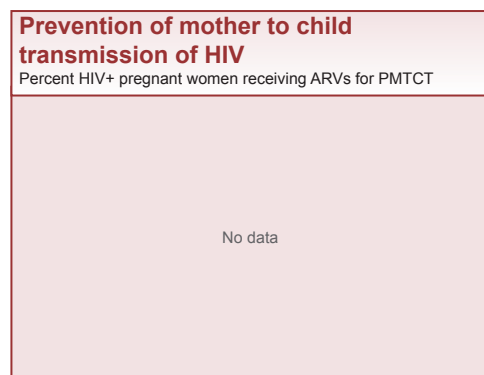 Prevention of mother to child
transmission of HIV
Percent HIV+ pregnant women receiving ARVs for PMTCT
No data